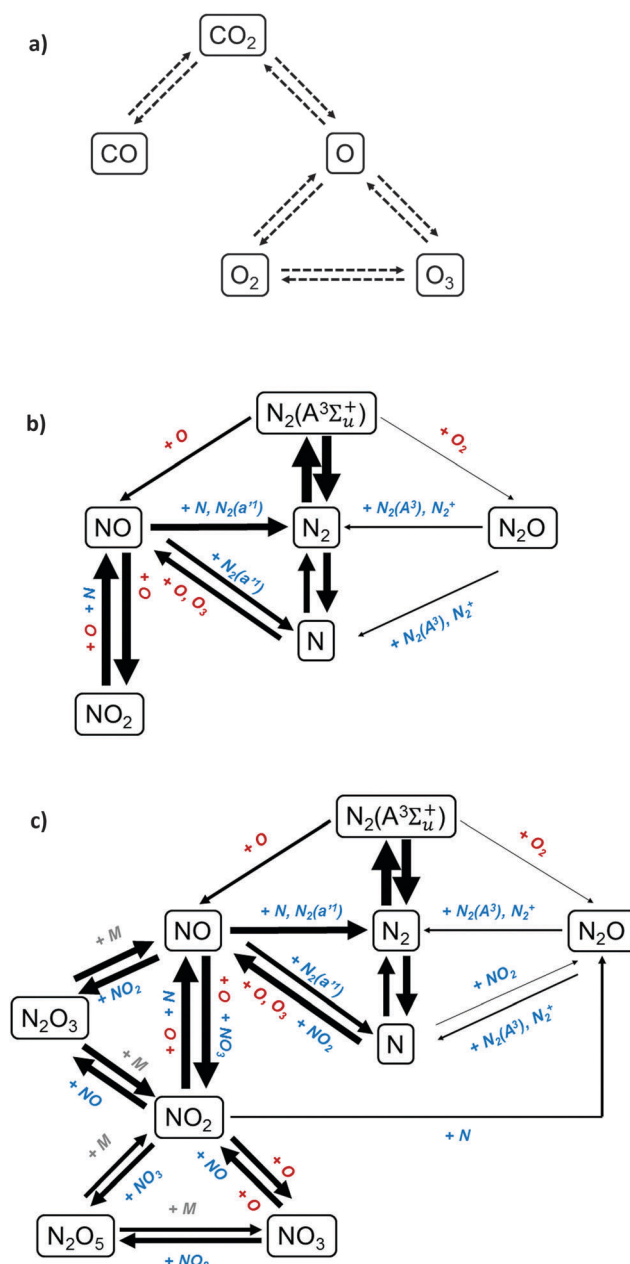 a)
CO₂
CO
O
O₂
O₃
b)
N₂(A³Σᵤ⁺)
+ O
+ O₂
+ N, N₂(a'¹)
+ N₂(A³), N₂⁺
NO
N₂
N₂O
+ N₂(a'¹)
+ O, O₃
+ O + N
+ O
+ N₂(A³), N₂⁺
N
NO₂
c)
N₂(A³Σᵤ⁺)
+ O
+ O₂
+ N, N₂(a'¹)
+ N₂(A³), N₂⁺
NO
N₂
N₂O
+ M
+ NO₂
+ N₂(a'¹)
+ O, O₃
+ NO₂
+ NO₂
+ N₂(A³), N₂⁺
N₂O₃
N + O +
+ O + NO₃
N
+ M
+ NO
NO₂
+ N
+ M
+ NO₃
+ NO
+ O
+ O
N₂O₅
+ M
NO₃